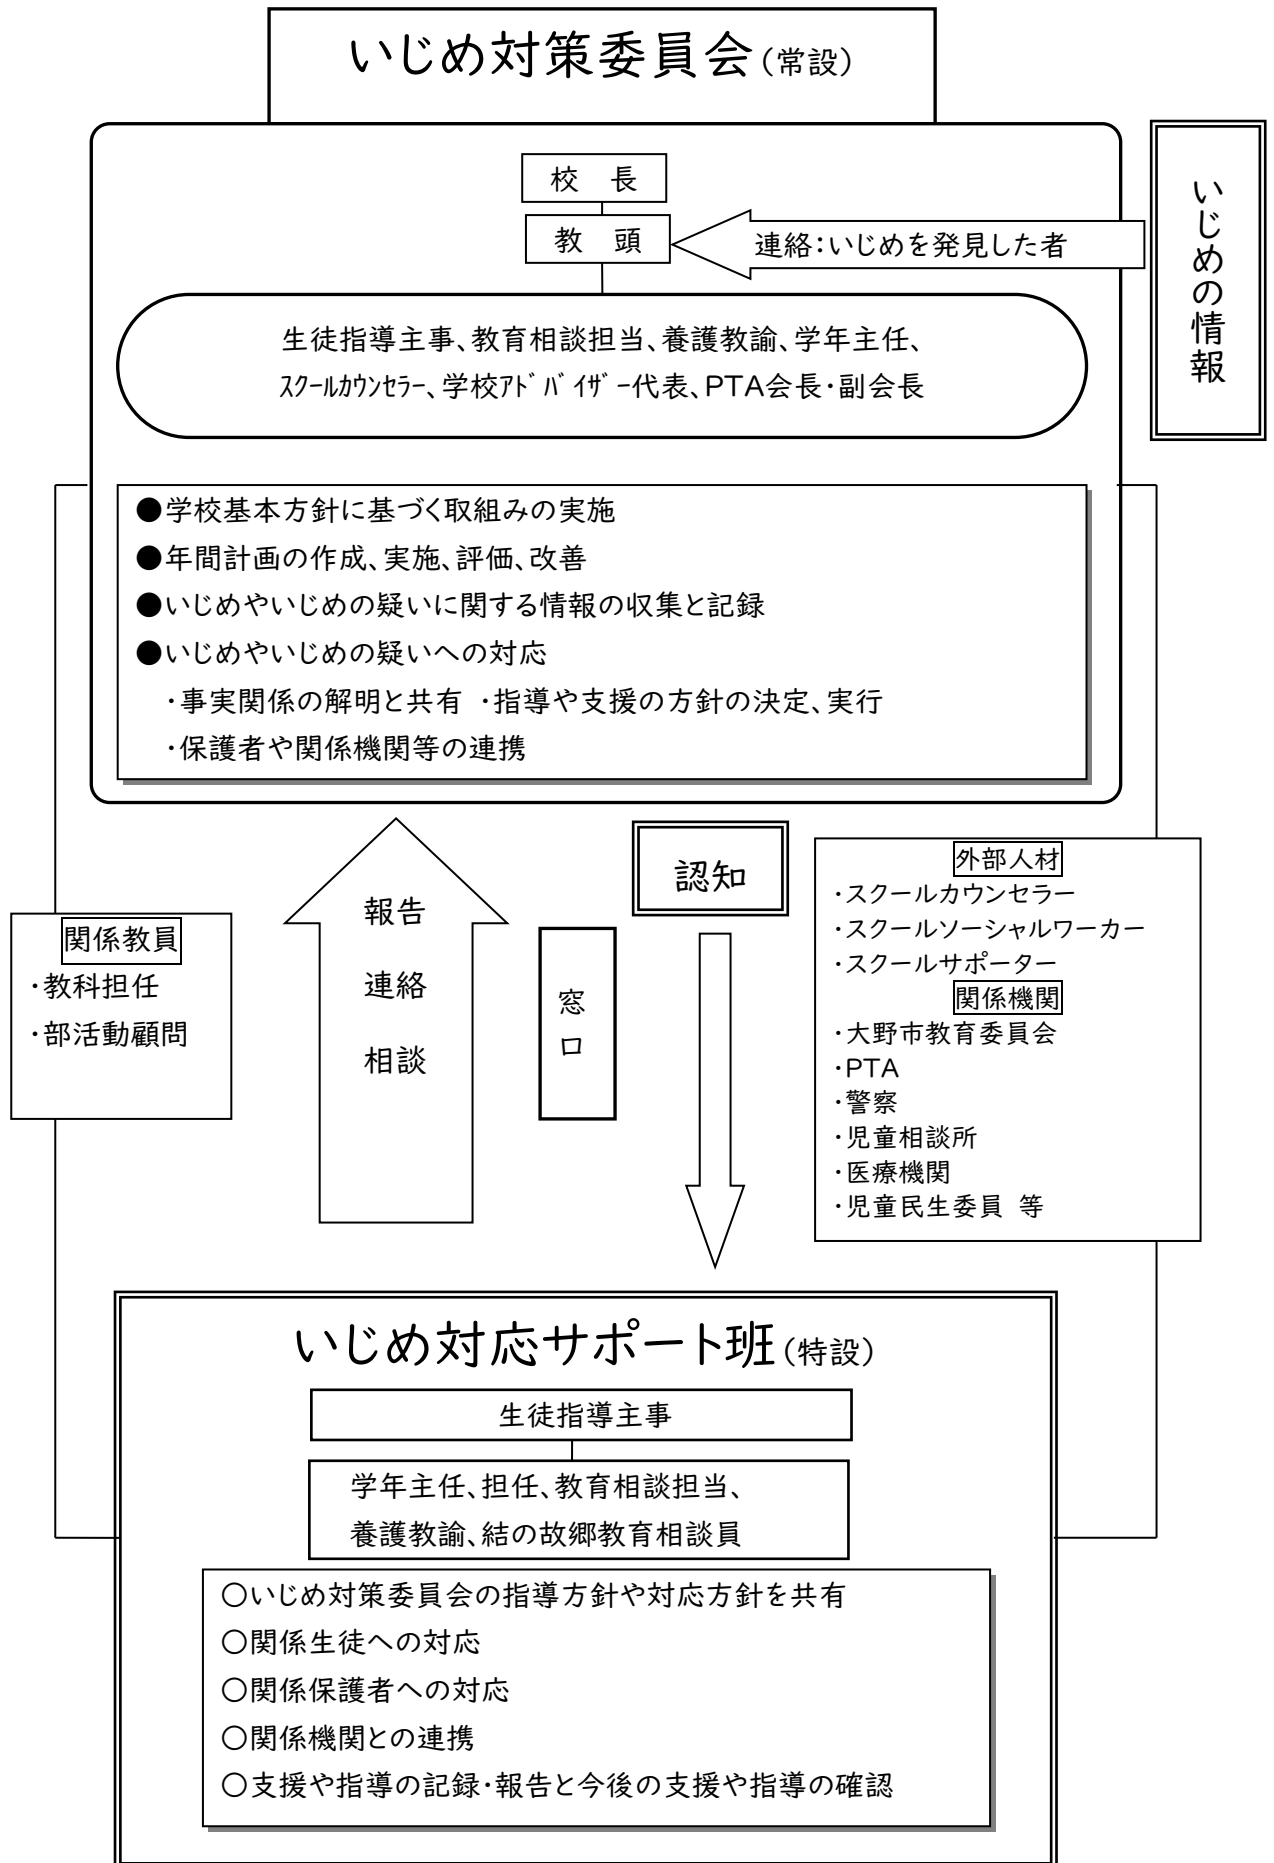 いじめ対策委員会(常設)
校　長
教　頭
連絡:いじめを発見した者
いじめの情報
生徒指導主事、教育相談担当、養護教諭、学年主任、
ｽｸｰﾙｶｳﾝｾﾗｰ、学校ｱﾄﾞﾊﾞｲｻﾞｰ代表、PTA会長・副会長
●学校基本方針に基づく取組みの実施
●年間計画の作成、実施、評価、改善
●いじめやいじめの疑いに関する情報の収集と記録
●いじめやいじめの疑いへの対応
・事実関係の解明と共有 ・指導や支援の方針の決定、実行
・保護者や関係機関等の連携
関係教員
・教科担任
・部活動顧問
報告
連絡
相談
窓口
認知
外部人材
・スクールカウンセラー
・スクールソーシャルワーカー
・スクールサポーター
関係機関
・大野市教育委員会
・PTA
・警察
・児童相談所
・医療機関
・児童民生委員 等
いじめ対応サポート班(特設)
生徒指導主事
学年主任、担任、教育相談担当、
養護教諭、結の故郷教育相談員
○いじめ対策委員会の指導方針や対応方針を共有
○関係生徒への対応
○関係保護者への対応
○関係機関との連携
○支援や指導の記録・報告と今後の支援や指導の確認